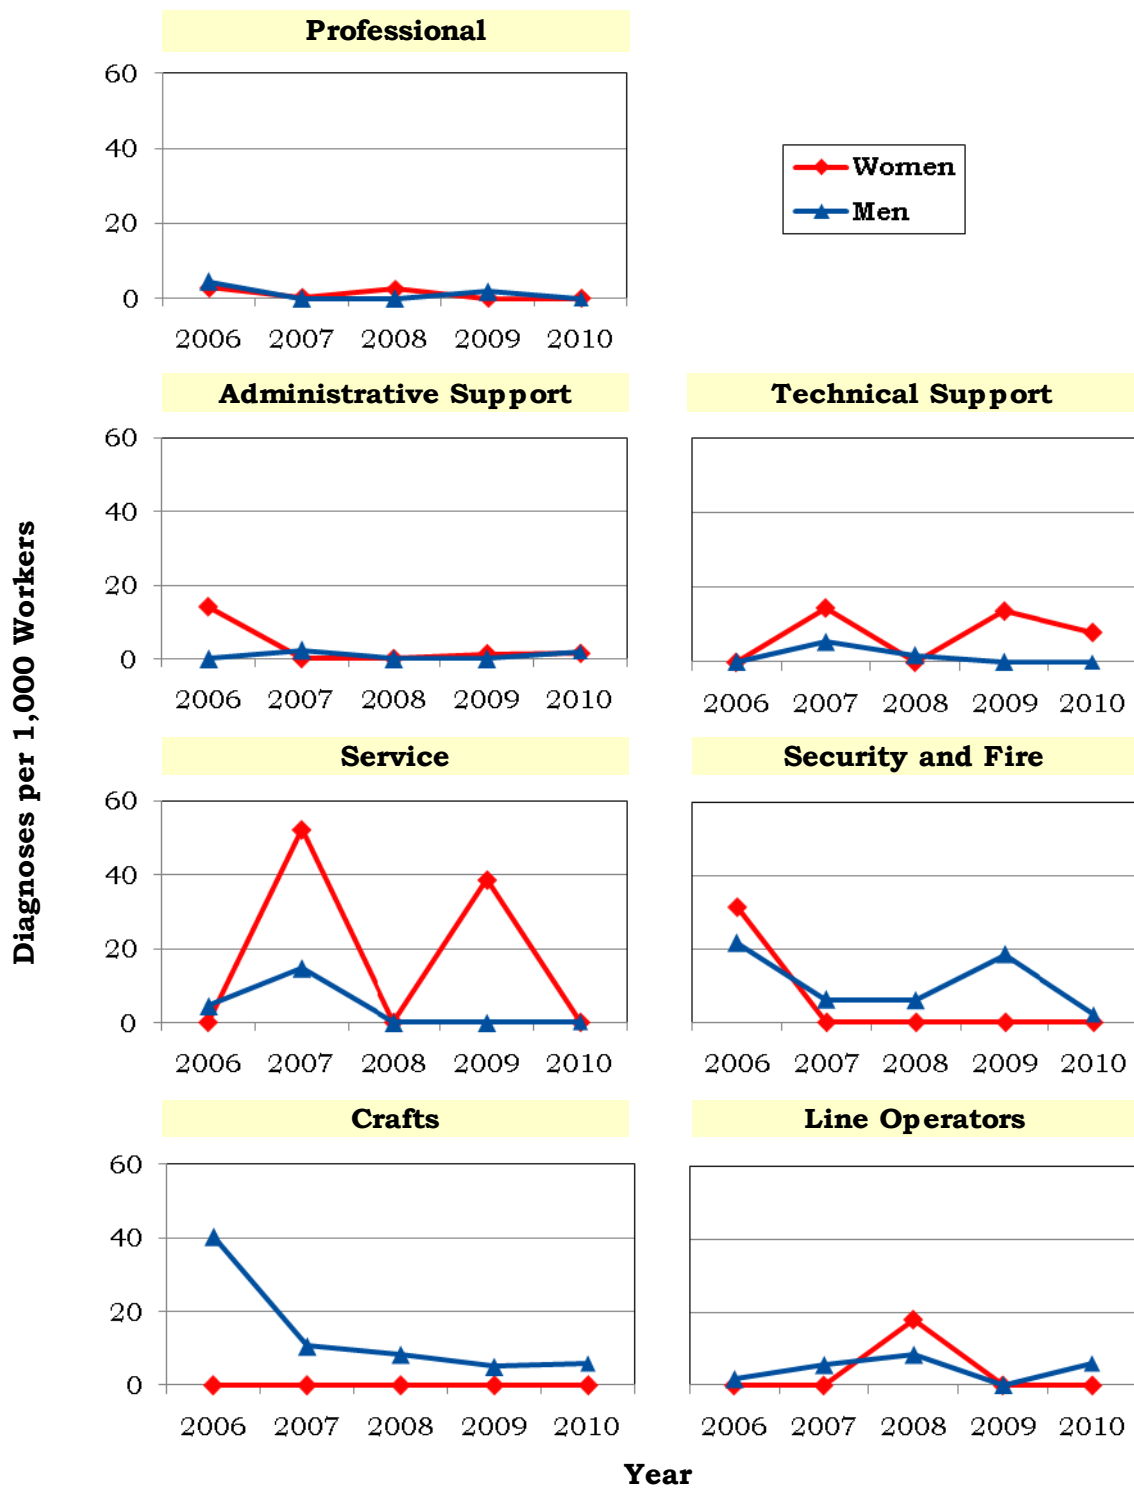 Professional
60
40
20
0
2006 2007 2008 2009 2010
Women
Men
Administrative Support
60
40
20
0
2006 2007 2008 2009 2010
Technical Support
2006 2007 2008 2009 2010
Diagnoses per 1,000 Workers
Service
60
40
20
0
2006 2007 2008 2009 2010
Security and Fire
2006 2007 2008 2009 2010
Crafts
60
40
20
0
2006 2007 2008 2009 2010
Line Operators
2006 2007 2008 2009 2010
Year